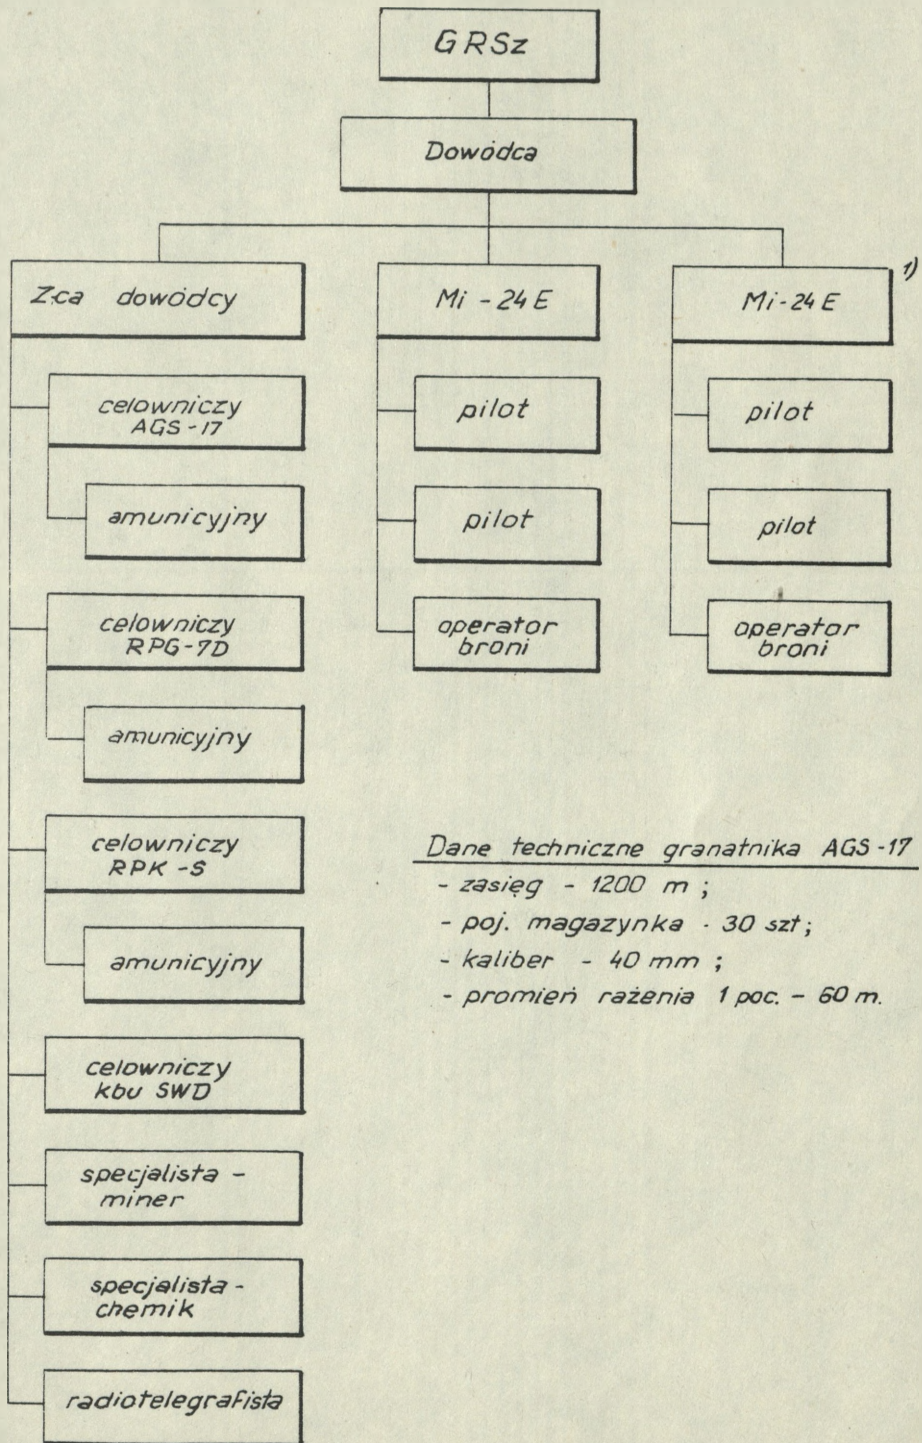 GRSz
Dowódca
Z-ca dowódcy
celowniczy
AGS-17
amunicyjny
celowniczy
RPG-7D
amunicyjny
celowniczy
RPK-S
amunicyjny
celowniczy
kbu SWD
specjalista -
miner
specjalista -
chemik
radiotelegrafista
Mi - 24 E
pilot
pilot
operator
broni
Mi - 24 E
1)
pilot
pilot
operator
broni
Dane techniczne granatnika AGS-17
- zasięg - 1200 m ;
- poj. magazynka - 30 szt;
- kaliber - 40 mm ;
- promień rażenia 1 poc. - 60 m.